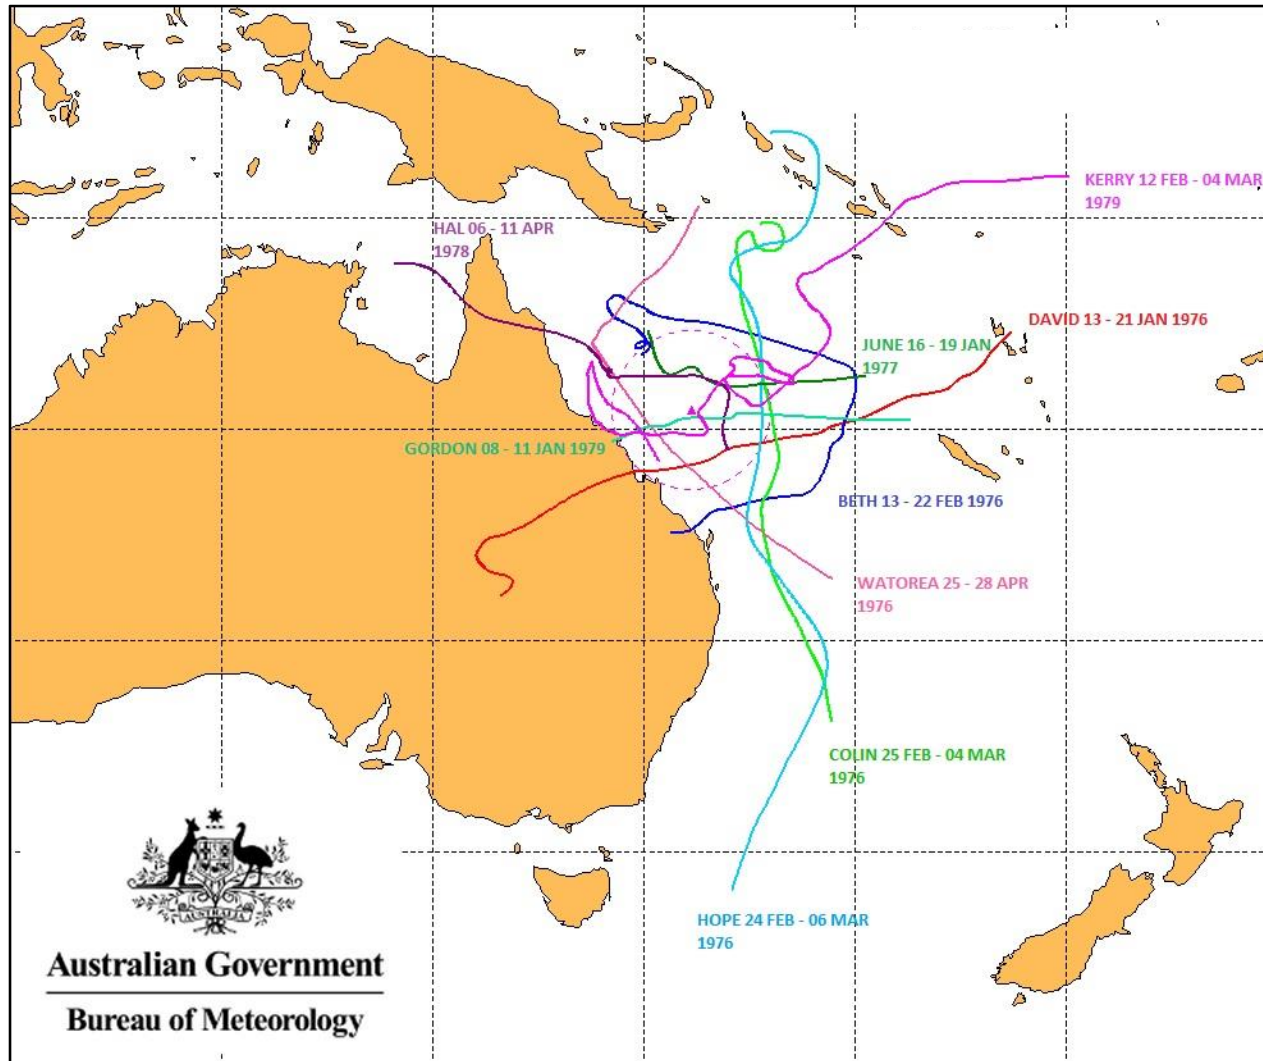 KERRY 12 FEB - 04 MAR
1979
HAL 06 - 11 APR
1978
DAVID 13 - 21 JAN 1976
JUNE 16 - 19 JAN
1977
GORDON 08 - 11 JAN 1979
BETH 13 - 22 FEB 1976
WATOREA 25 - 28 APR
1976
COLIN 25 FEB - 04 MAR
1976
HOPE 24 FEB - 06 MAR
1976
AUSTRALIA
Australian Government
Bureau of Meteorology